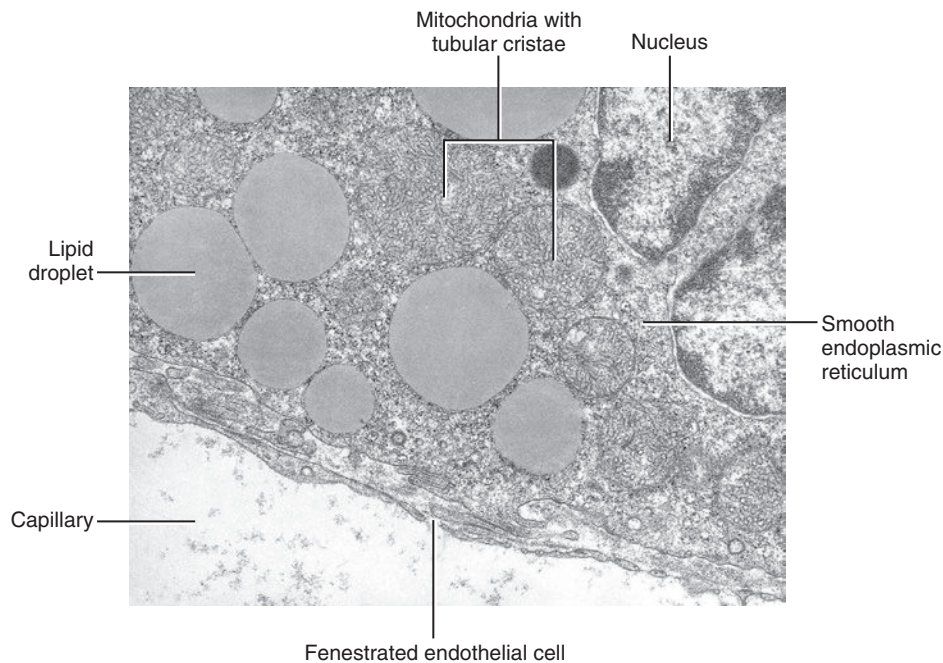 Mitochondria with
tubular cristae
Nucleus
Lipid
droplet
Smooth
endoplasmic
reticulum
Capillary
Fenestrated endothelial cell